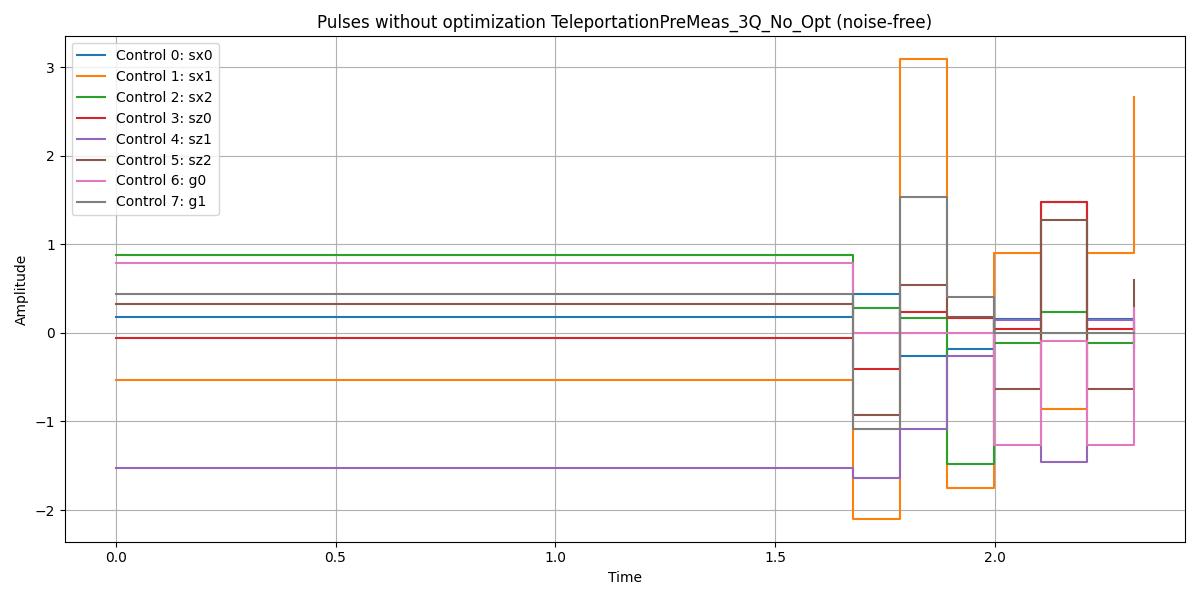 Pulses without optimization TeleportationPreMeas_3Q_No_Opt (noise-free)
Control 0: sx0
Control 1: sx1
Control 2: sx2
Control 3: sz0
Control 4: sz1
Control 5: sz2
Control 6: g0
Control 7: g1
Amplitude
3
2
1
0
−1
−2
0.0 0.5 1.0 1.5 2.0
Time